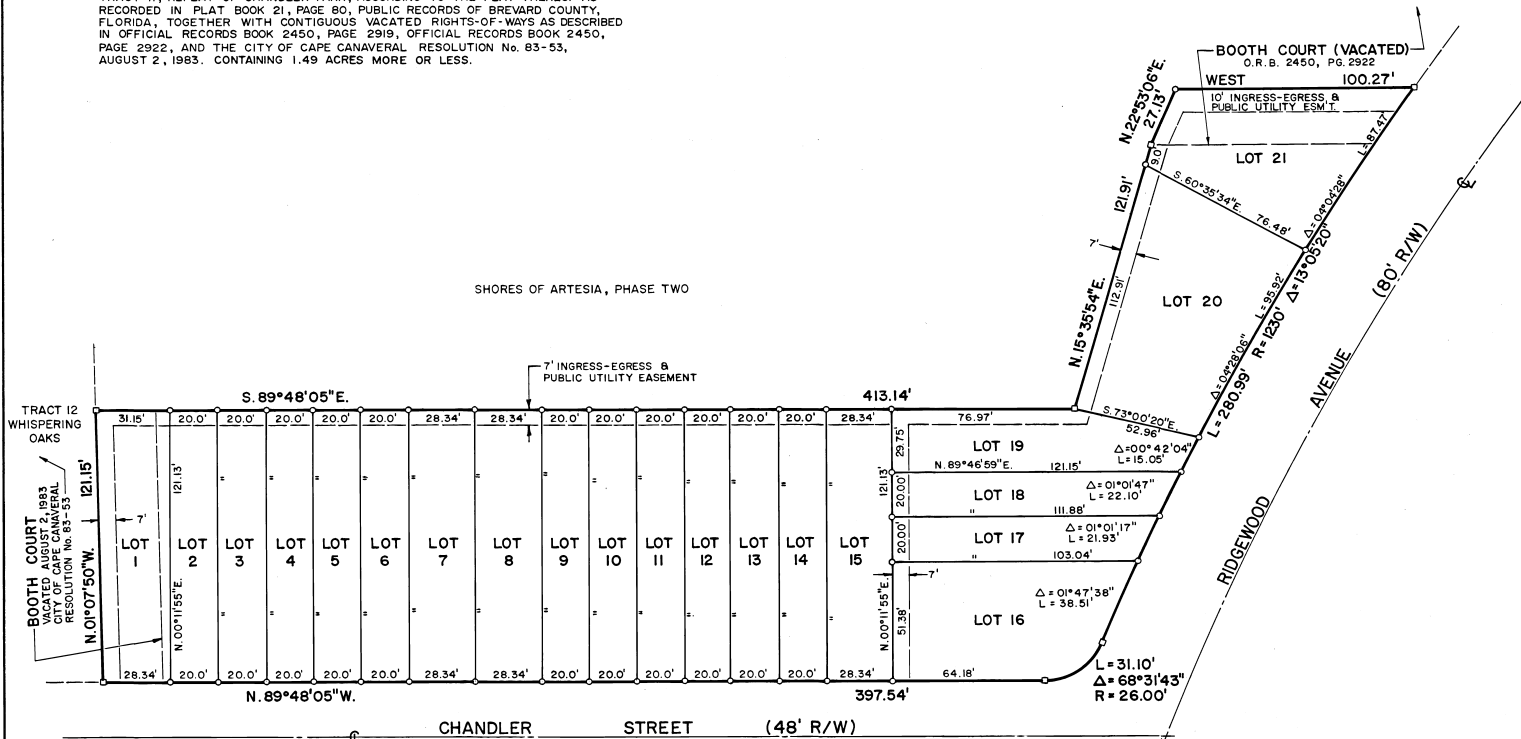 RECORDED IN PLAT BOOK 21, PAGE 80, PUBLIC RECORDS OF BREVARD COUNTY,
FLORIDA, TOGETHER WITH CONTIGUOUS VACATED RIGHTS-OF-WAYS AS DESCRIBED
IN OFFICIAL RECORDS BOOK 2450, PAGE 2919, OFFICIAL RECORDS BOOK 2450,
PAGE 2922, AND THE CITY OF CAPE CANAVERAL RESOLUTION No. 83-53,
AUGUST 2, 1983. CONTAINING 1.49 ACRES MORE OR LESS.
BOOTH COURT (VACATED)
O.R.B. 2450, PG. 2922
WEST 100.27'
10' INGRESS-EGRESS &
PUBLIC UTILITY ESM'T.
N.22°53'06"E.
27.13'
L=87.47'
LOT 21
9.0'
S.60°35'34"E.
76.48'
Δ=04°04'28"
121.91'
7'
N.15°35'54"E.
112.91'
LOT 20
L=95.92'
Δ=04°28'06"
R=1230' Δ=13°05'20"
L=280.99'
(80' R/W)
AVENUE
RIDGEWOOD
SHORES OF ARTESIA, PHASE TWO
7' INGRESS-EGRESS &
PUBLIC UTILITY EASEMENT
S.89°48'05"E. 413.14'
TRACT 12
WHISPERING
OAKS
31.15' 20.0' 20.0' 20.0' 20.0' 20.0' 28.34' 28.34' 20.0' 20.0' 20.0' 20.0' 20.0' 20.0' 28.34' 76.97'
S.73°00'20"E.
52.96'
29.75'
LOT 19
Δ=00°42'04"
L=15.05'
N.89°46'59"E. 121.15'
121.15'
121.13'
121.13'
20.00'
LOT 18
Δ=01°01'47"
L=22.10'
" 111.88'
20.00'
LOT 17
Δ=01°01'17"
L=21.93'
" 103.04'
7'
7'
BOOTH COURT
VACATED AUGUST 2, 1983
CITY OF CAPE CANAVERAL
RESOLUTION No. 83-53
N.01°07'50"W.
LOT 1
LOT 2
LOT 3
LOT 4
LOT 5
LOT 6
LOT 7
LOT 8
LOT 9
LOT 10
LOT 11
LOT 12
LOT 13
LOT 14
LOT 15
N.00°11'55"E.
N.00°11'55"E.
51.38'
LOT 16
Δ=01°47'38"
L=38.51'
28.34' 20.0' 20.0' 20.0' 20.0' 20.0' 28.34' 28.34' 20.0' 20.0' 20.0' 20.0' 20.0' 20.0' 28.34' 64.18'
L=31.10'
Δ=68°31'43"
R=26.00'
N.89°48'05"W. 397.54'
CHANDLER STREET (48' R/W)